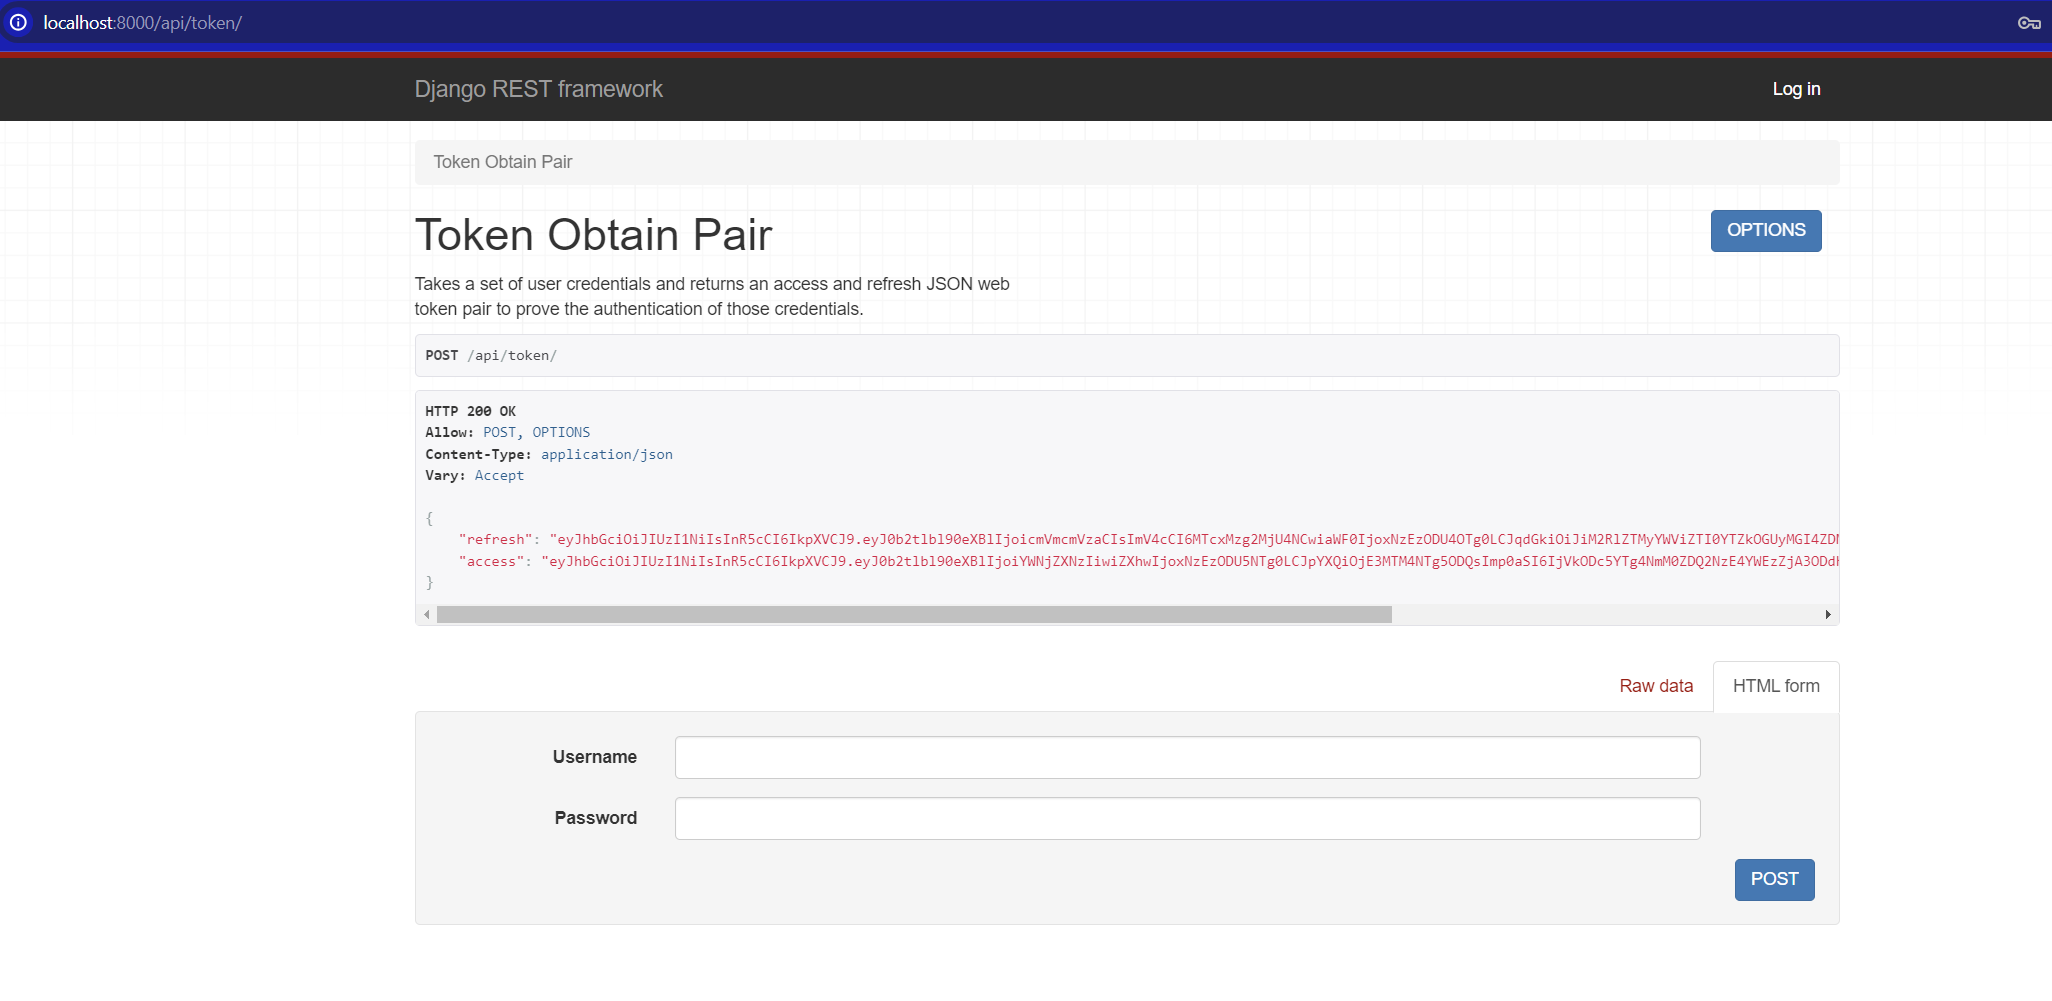 localhost:8000/api/token/
Django REST framework
Log in
Token Obtain Pair
Token Obtain Pair
OPTIONS
Takes a set of user credentials and returns an access and refresh JSON web
token pair to prove the authentication of those credentials.
POST /api/token/
HTTP 200 OK
Allow: POST, OPTIONS
Content-Type: application/json
Vary: Accept
{
"refresh": "eyJhbGciOiJIUzI1NiIsInR5cCI6IkpXVCJ9.eyJ0b2tlbl90eXBlIjoicmVmcmVzaCIsImV4cCI6MTcxMzg2MjU4NCwiaWF0IjoxNzEzODU4OTg0LCJqdGkiOiJiM2RlZTMyYWViZTI0YTZkOGUyMGI4ZD
"access": "eyJhbGciOiJIUzI1NiIsInR5cCI6IkpXVCJ9.eyJ0b2tlbl90eXBlIjoiYWNjZXNzIiwiZXhwIjoxNzEzODU5NTg0LCJpYXQiOjE3MTM4NTg5ODQsImp0aSI6IjVkODc5YTg4NmM0ZDQ2NzE4YWEzZjA3ODd
}
Raw data
HTML form
Username
Password
POST